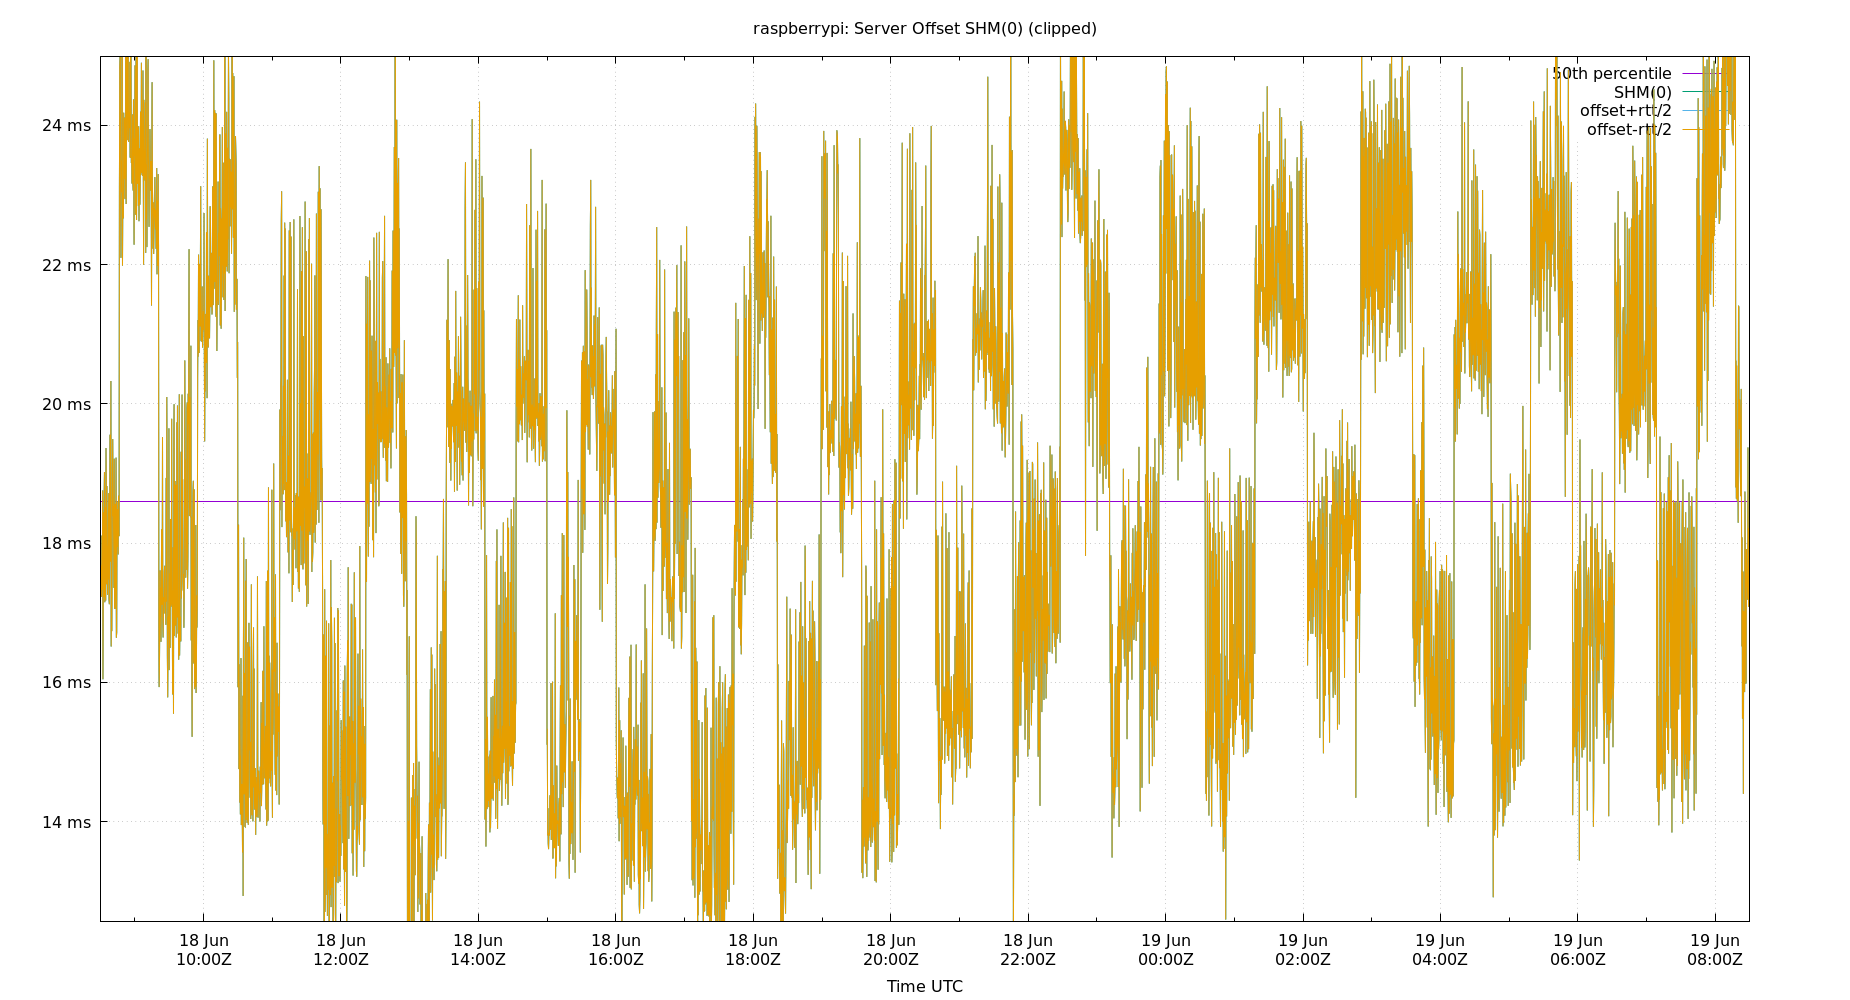 raspberrypi: Server Offset SHM(0) (clipped)
50th percentile
SHM(0)
offset+rtt/2
offset-rtt/2
24 ms
22 ms
20 ms
18 ms
16 ms
14 ms
18 Jun 18 Jun 18 Jun 18 Jun 18 Jun 18 Jun 18 Jun 19 Jun 19 Jun 19 Jun 19 Jun 19 Jun
10:00Z 12:00Z 14:00Z 16:00Z 18:00Z 20:00Z 22:00Z 00:00Z 02:00Z 04:00Z 06:00Z 08:00Z
Time UTC